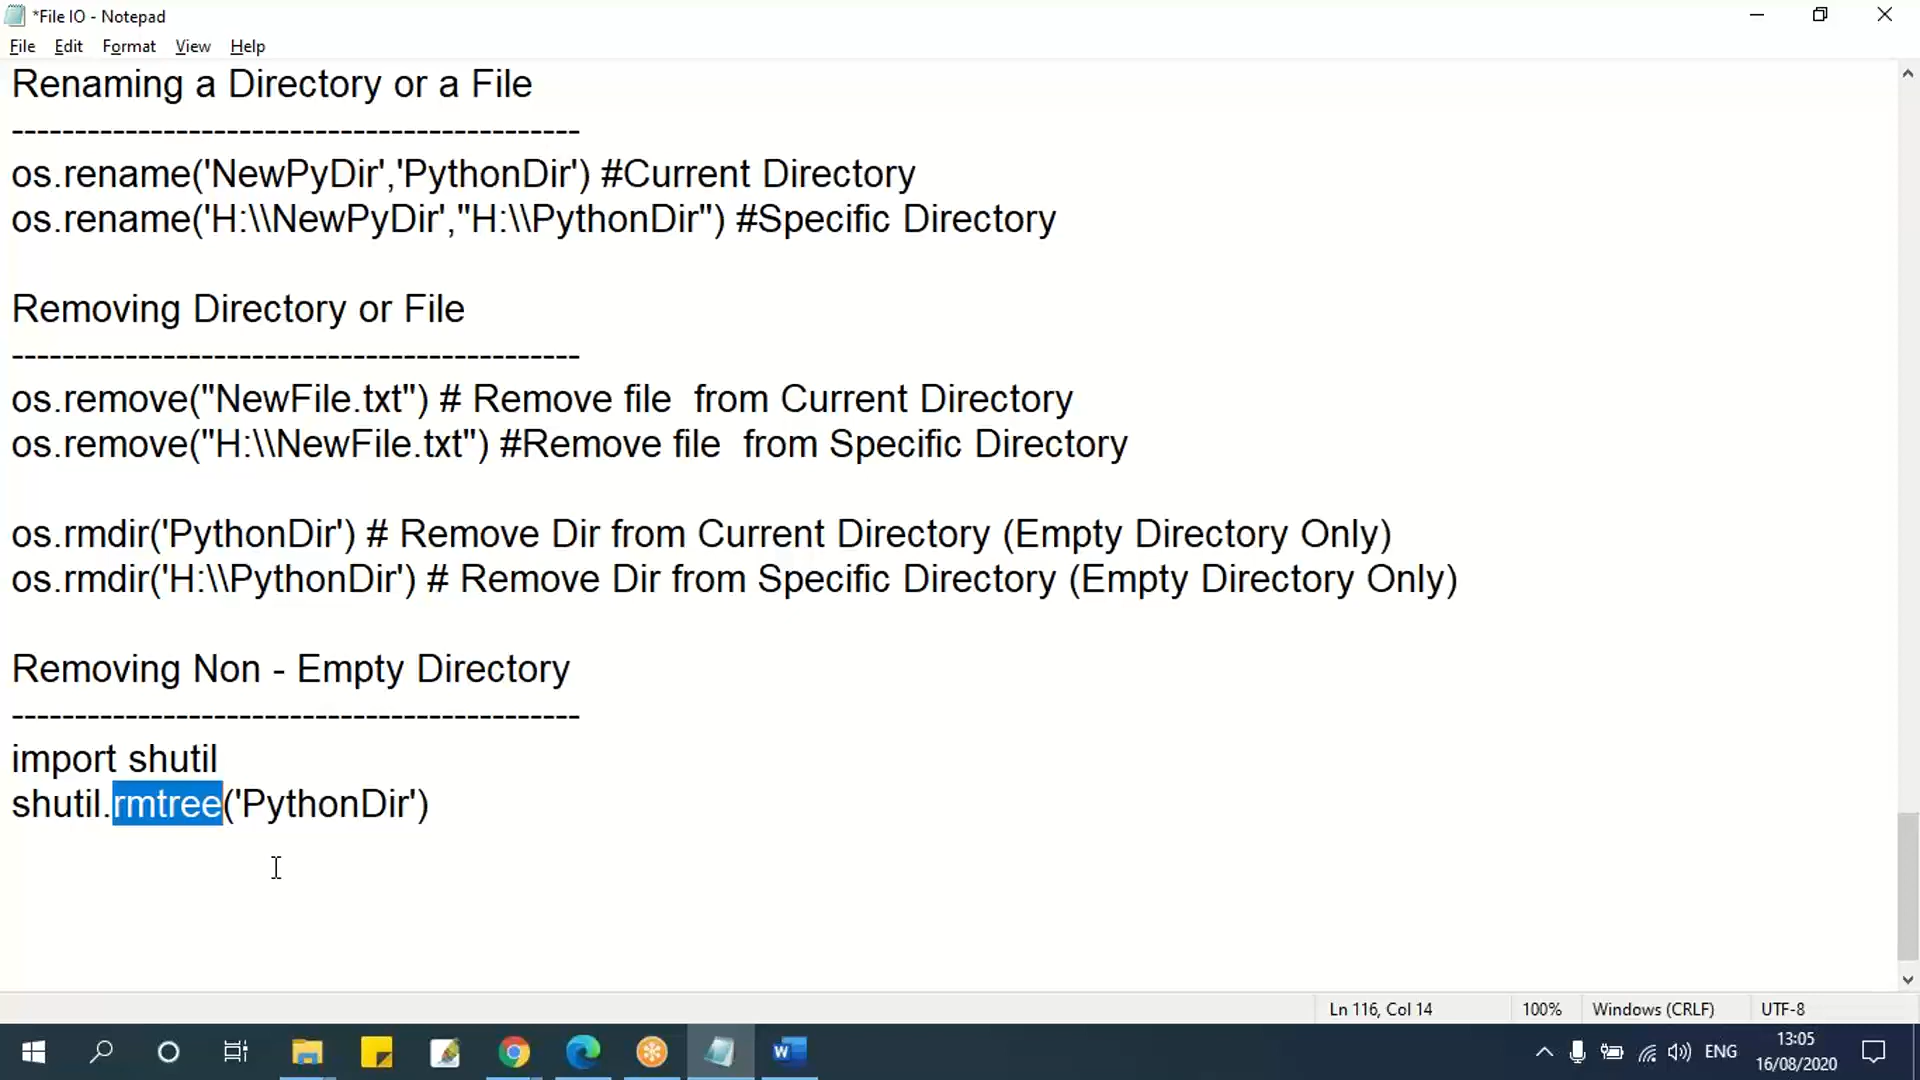 *File IO - Notepad
File Edit Format View Help
Renaming a Directory or a File
---------------------------------------------
os.rename('NewPyDir','PythonDir') #Current Directory
os.rename('H:\\NewPyDir',"H:\\PythonDir") #Specific Directory
Removing Directory or File
---------------------------------------------
os.remove("NewFile.txt") # Remove file  from Current Directory
os.remove("H:\\NewFile.txt") #Remove file  from Specific Directory
os.rmdir('PythonDir') # Remove Dir from Current Directory (Empty Directory Only)
os.rmdir('H:\\PythonDir') # Remove Dir from Specific Directory (Empty Directory Only)
Removing Non - Empty Directory
---------------------------------------------
import shutil
shutil.rmtree('PythonDir')
Ln 116, Col 14 100% Windows (CRLF) UTF-8
ENG 13:05
16/08/2020